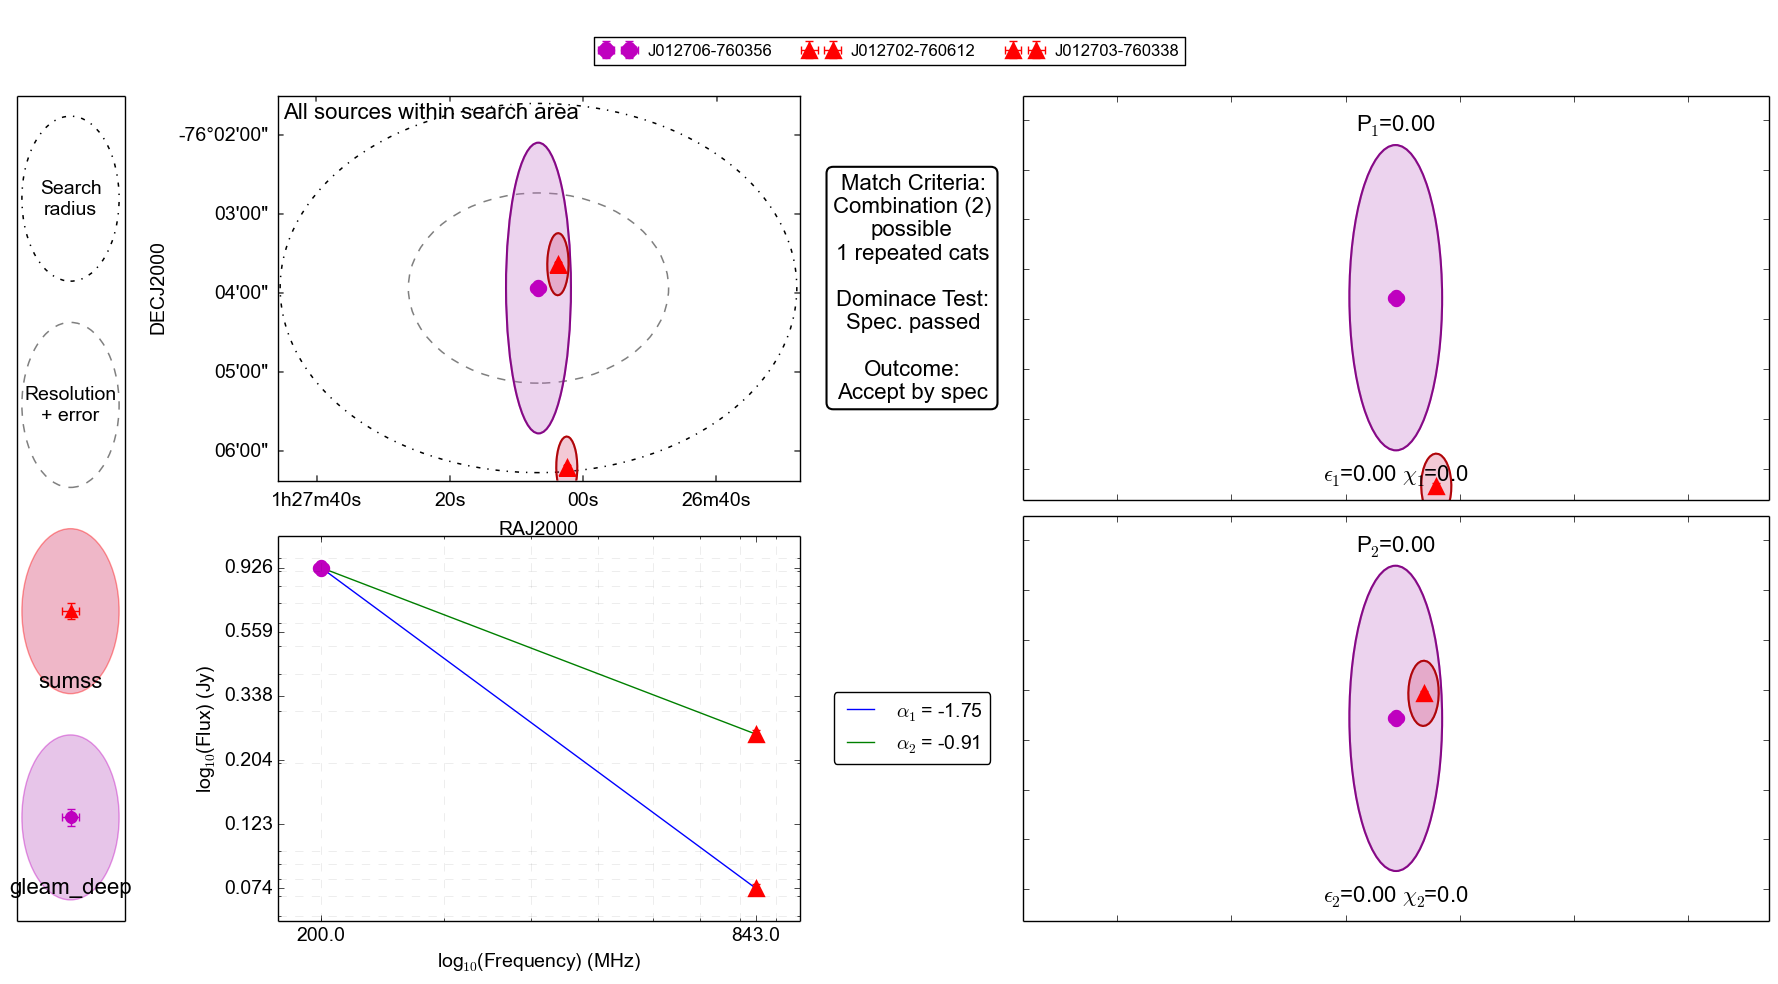 J012706-760356 J012702-760612 J012703-760338
Search
radius
Resolution
+ error
sumss
gleam_deep
All sources within search area
DECJ2000
-76°02'00"
03'00"
04'00"
05'00"
06'00"
1h27m40s 20s 00s 26m40s
RAJ2000
Match Criteria:
Combination (2)
possible
1 repeated cats
Dominace Test:
Spec. passed
Outcome:
Accept by spec
P₁=0.00
ϵ₁=0.00 χ₁=0.0
log₁₀(Flux) (Jy)
0.926
0.559
0.338
0.204
0.123
0.074
200.0 843.0
log₁₀(Frequency) (MHz)
α₁ = -1.75
α₂ = -0.91
P₂=0.00
ϵ₂=0.00 χ₂=0.0